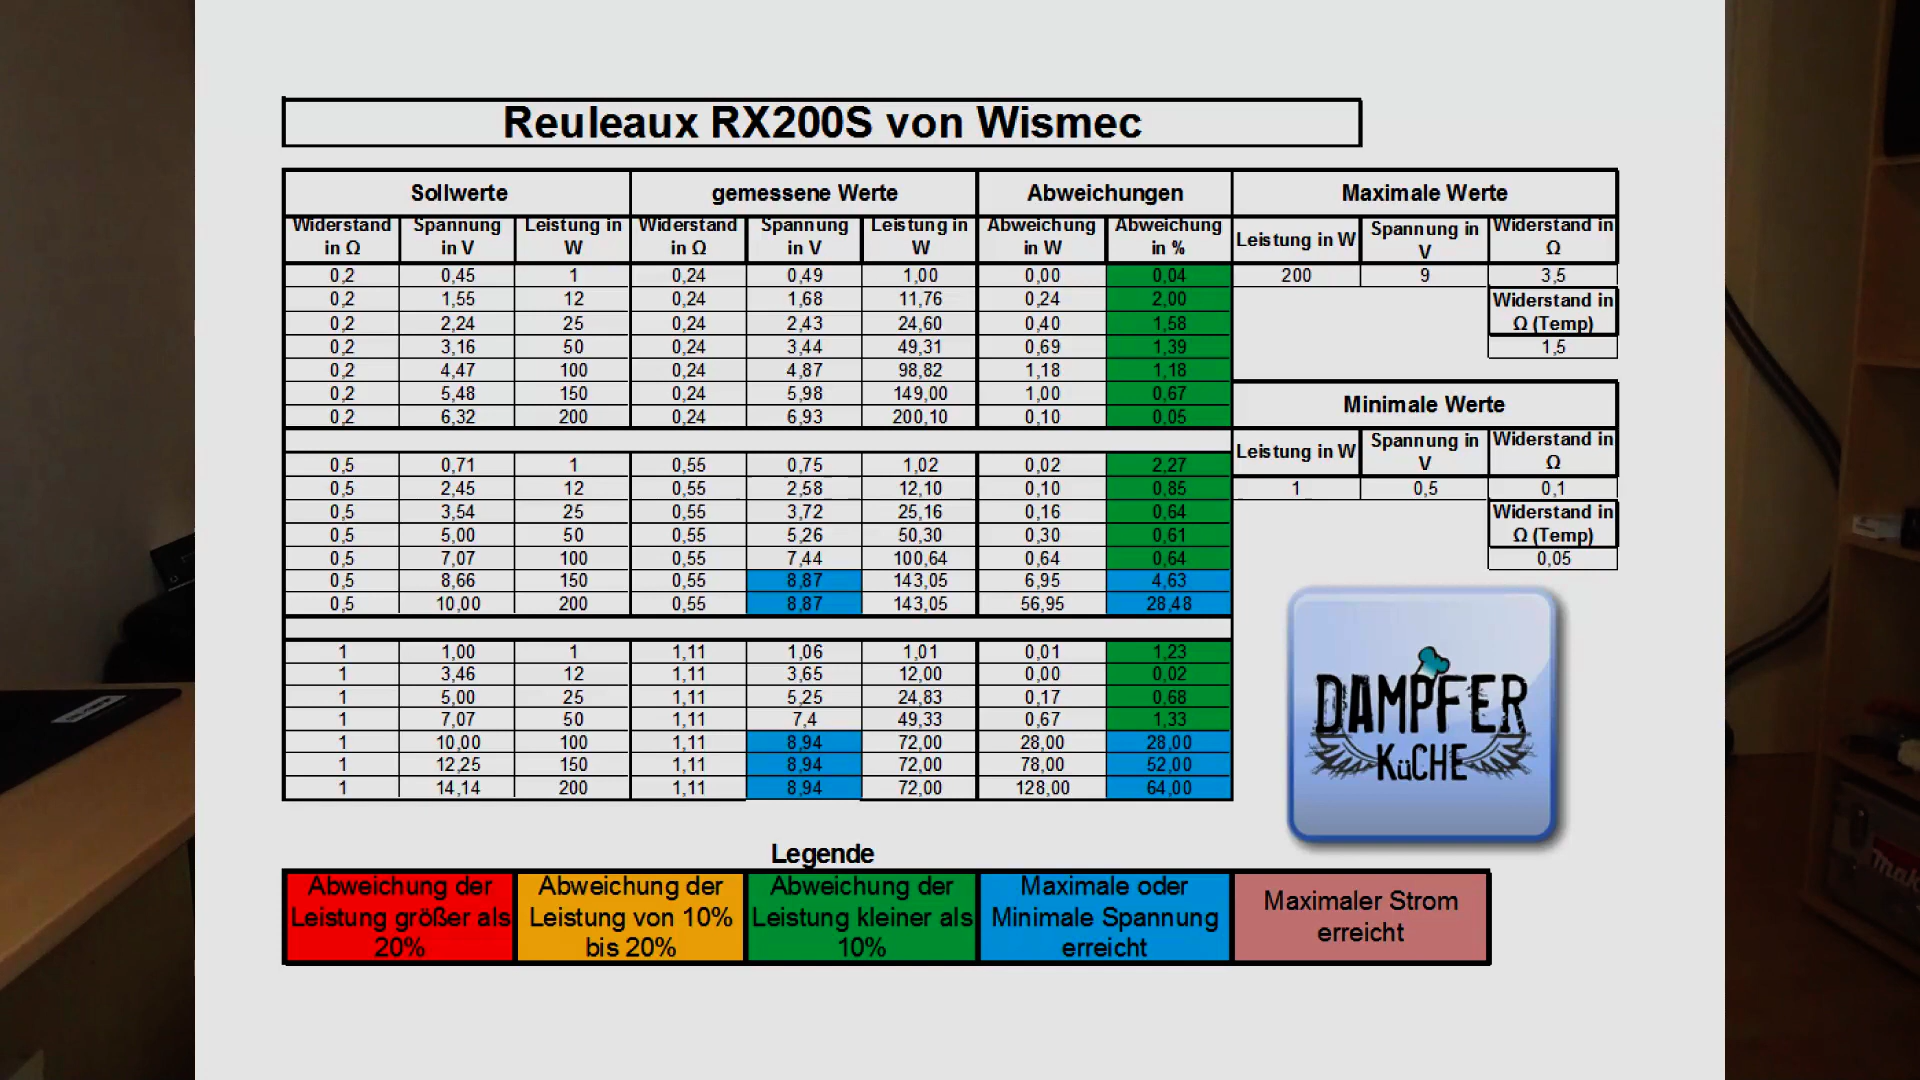 Reuleaux RX200S von Wismec
Sollwerte gemessene Werte Abweichungen Maximale Werte
Widerstand in Ω Spannung in V Leistung in W Widerstand in Ω Spannung in V Leistung in W Abweichung in W Abweichung in % Leistung in W Spannung in V Widerstand in Ω
0,2 0,45 1 0,24 0,49 1,00 0,00 0,04 200 9 3,5
0,2 1,55 12 0,24 1,68 11,76 0,24 2,00 Widerstand in
0,2 2,24 25 0,24 2,43 24,60 0,40 1,58 Ω (Temp)
0,2 3,16 50 0,24 3,44 49,31 0,69 1,39 1,5
0,2 4,47 100 0,24 4,87 98,82 1,18 1,18
0,2 5,48 150 0,24 5,98 149,00 1,00 0,67
0,2 6,32 200 0,24 6,93 200,10 0,10 0,05
Minimale Werte
Leistung in W Spannung in V Widerstand in Ω
0,5 0,71 1 0,55 0,75 1,02 0,02 2,27
0,5 2,45 12 0,55 2,58 12,10 0,10 0,85 1 0,5 0,1
0,5 3,54 25 0,55 3,72 25,16 0,16 0,64 Widerstand in
0,5 5,00 50 0,55 5,26 50,30 0,30 0,61 Ω (Temp)
0,5 7,07 100 0,55 7,44 100,64 0,64 0,64 0,05
0,5 8,66 150 0,55 8,87 143,05 6,95 4,63
0,5 10,00 200 0,55 8,87 143,05 56,95 28,48
1 1,00 1 1,11 1,06 1,01 0,01 1,23
1 3,46 12 1,11 3,65 12,00 0,00 0,02
1 5,00 25 1,11 5,25 24,83 0,17 0,68
1 7,07 50 1,11 7,4 49,33 0,67 1,33
1 10,00 100 1,11 8,94 72,00 28,00 28,00
1 12,25 150 1,11 8,94 72,00 78,00 52,00
1 14,14 200 1,11 8,94 72,00 128,00 64,00
DAMPFER
KüCHE
Legende
Abweichung der
Leistung größer als
20%
Abweichung der
Leistung von 10%
bis 20%
Abweichung der
Leistung kleiner als
10%
Maximale oder
Minimale Spannung
erreicht
Maximaler Strom
erreicht